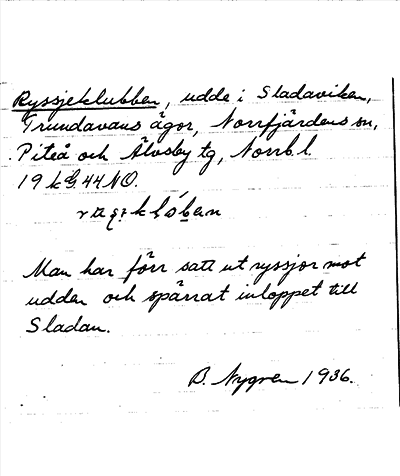 Ryssjeklubben, udde i Sladaviken,
Trundavans ägor, Norrfjärdens sn,
Piteå och Älvsby tg, Norrb. l.
19 k G. 44 NO.
Man har förr satt ut ryssjor mot
udden och spärrat inloppet till
Sladan.
B. Nygren 1936.